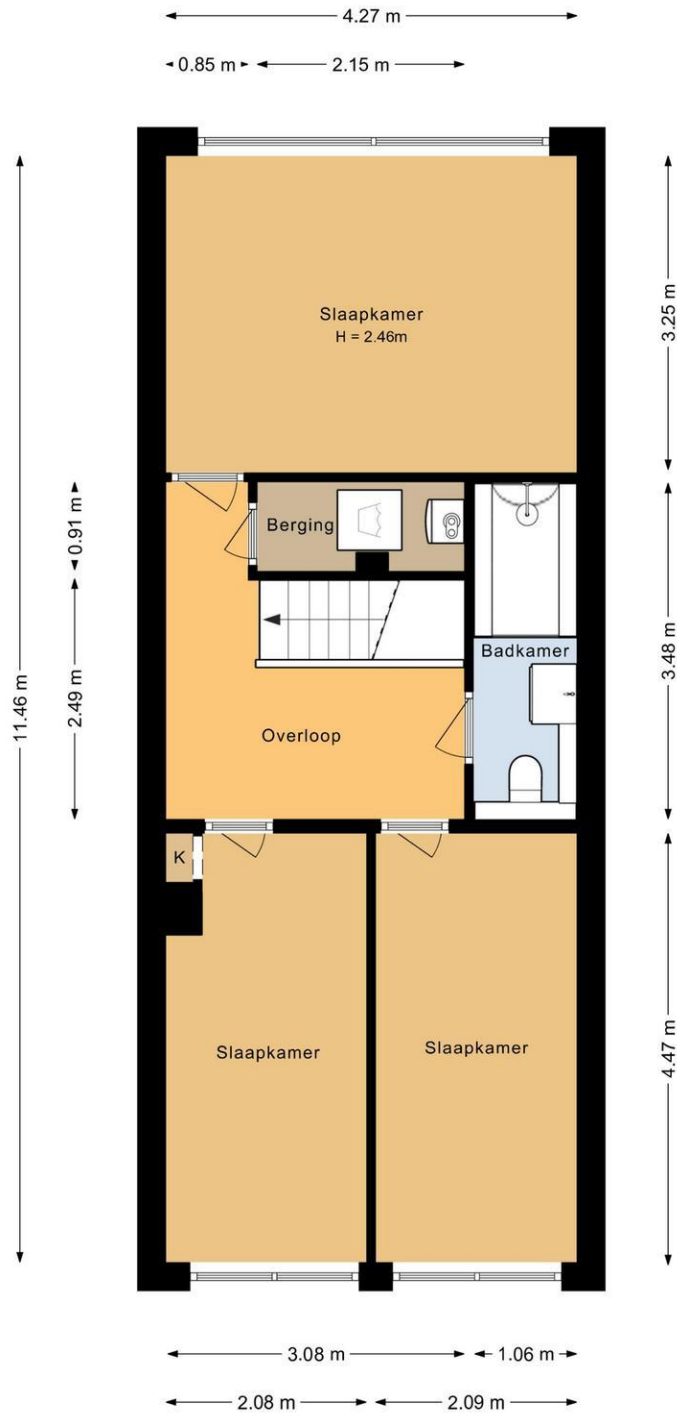 4.27 m
0.85 m
2.15 m
Slaapkamer
H = 2.46m
3.25 m
Berging
0.91 m
11.46 m
2.49 m
Badkamer
3.48 m
Overloop
K
Slaapkamer
Slaapkamer
4.47 m
3.08 m
1.06 m
2.08 m
2.09 m